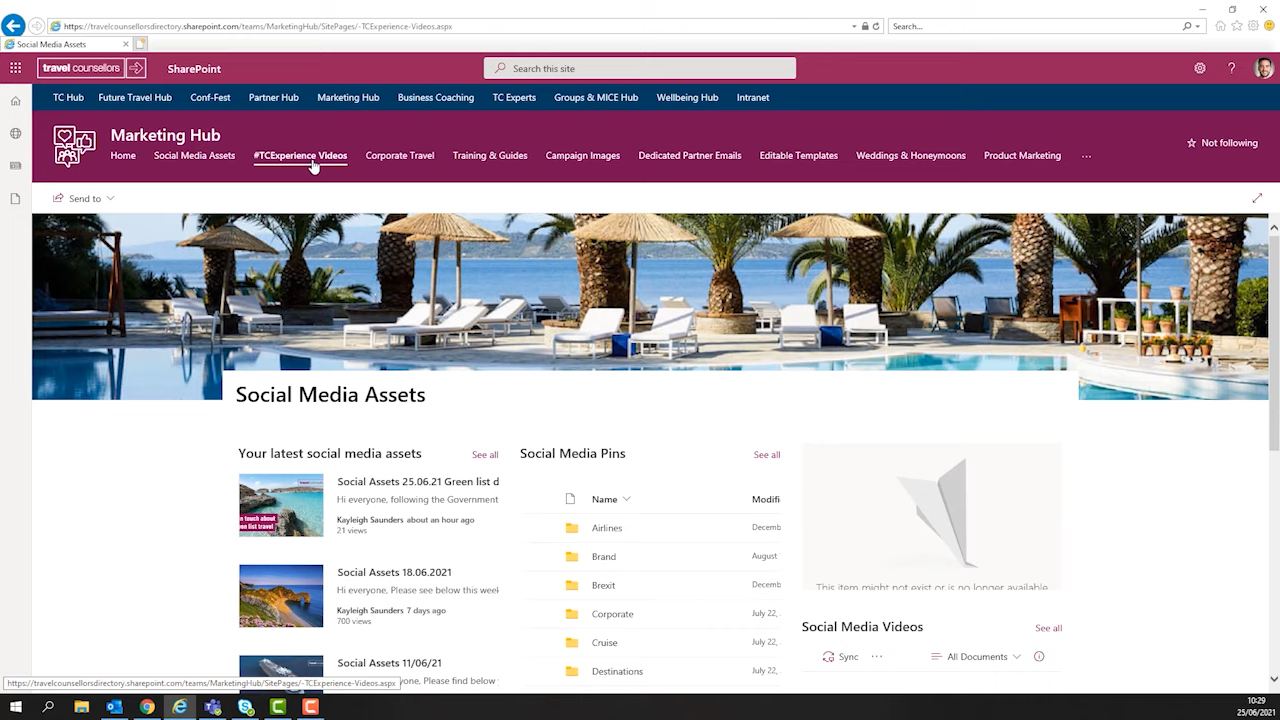 https://travelcounsellorsdirectory.sharepoint.com/teams/MarketingHub/SitePages/-TCExperience-Videos.aspx
Search...
Social Media Assets
travel counsellors
SharePoint
Search this site
TC Hub
Future Travel Hub
Conf-Fest
Partner Hub
Marketing Hub
Business Coaching
TC Experts
Groups & MICE Hub
Wellbeing Hub
Intranet
Marketing Hub
Home
Social Media Assets
#TCExperience Videos
Corporate Travel
Training & Guides
Campaign Images
Dedicated Partner Emails
Editable Templates
Weddings & Honeymoons
Product Marketing
...
Not following
Send to
Social Media Assets
Your latest social media assets
See all
Social Assets 25.06.21 Green list d
Hi everyone, following the Government
Kayleigh Saunders about an hour ago
21 views
Social Assets 18.06.2021
Hi everyone, Please see below this week
Kayleigh Saunders 7 days ago
700 views
Social Assets 11/06/21
everyone, Please find below
Social Media Pins
See all
Name
Modifi
Airlines
Decemb
Brand
August
Brexit
Decemb
Corporate
July 22,
Cruise
July 22,
Destinations
July 22,
This item might not exist or is no longer available
Social Media Videos
See all
Sync
...
All Documents
https://travelcounsellorsdirectory.sharepoint.com/teams/MarketingHub/SitePages/-TCExperience-Videos.aspx
10:29
25/06/2021